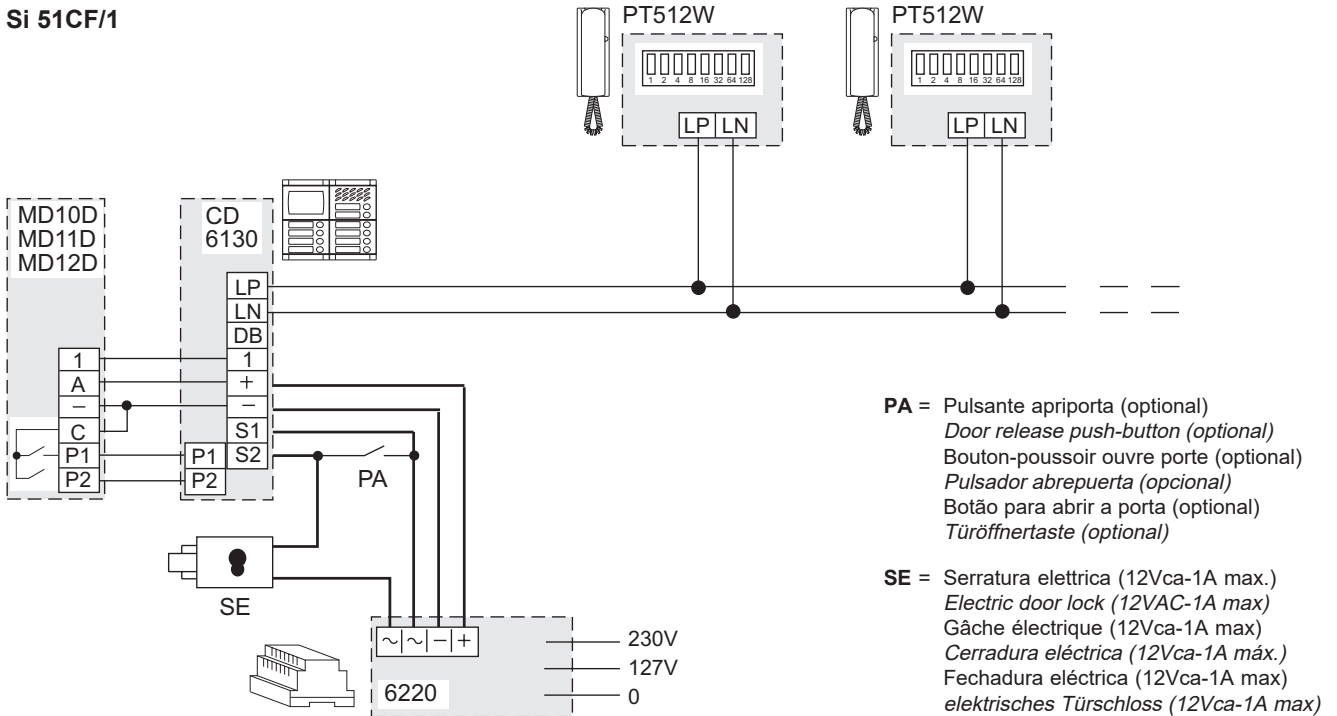 Si 51CF/1
PT512W
PT512W
1 2 4 8 16 32 64 128
1 2 4 8 16 32 64 128
LP LN
LP LN
MD10D
MD11D
MD12D
CD
6130
LP
LN
DB
1
+
–
S1
S2
P1
P2
1
A
–
C
P1
P2
PA
SE
~ ~ – +
6220
230V
127V
0
PA = Pulsante apriporta (optional)
Door release push-button (optional)
Bouton-poussoir ouvre porte (optional)
Pulsador abrepuerta (opcional)
Botão para abrir a porta (optional)
Türöffnertaste (optional)
SE = Serratura elettrica (12Vca-1A max.)
Electric door lock (12VAC-1A max)
Gâche électrique (12Vca-1A max)
Cerradura eléctrica (12Vca-1A máx.)
Fechadura eléctrica (12Vca-1A max)
elektrisches Türschloss (12Vca-1A max)